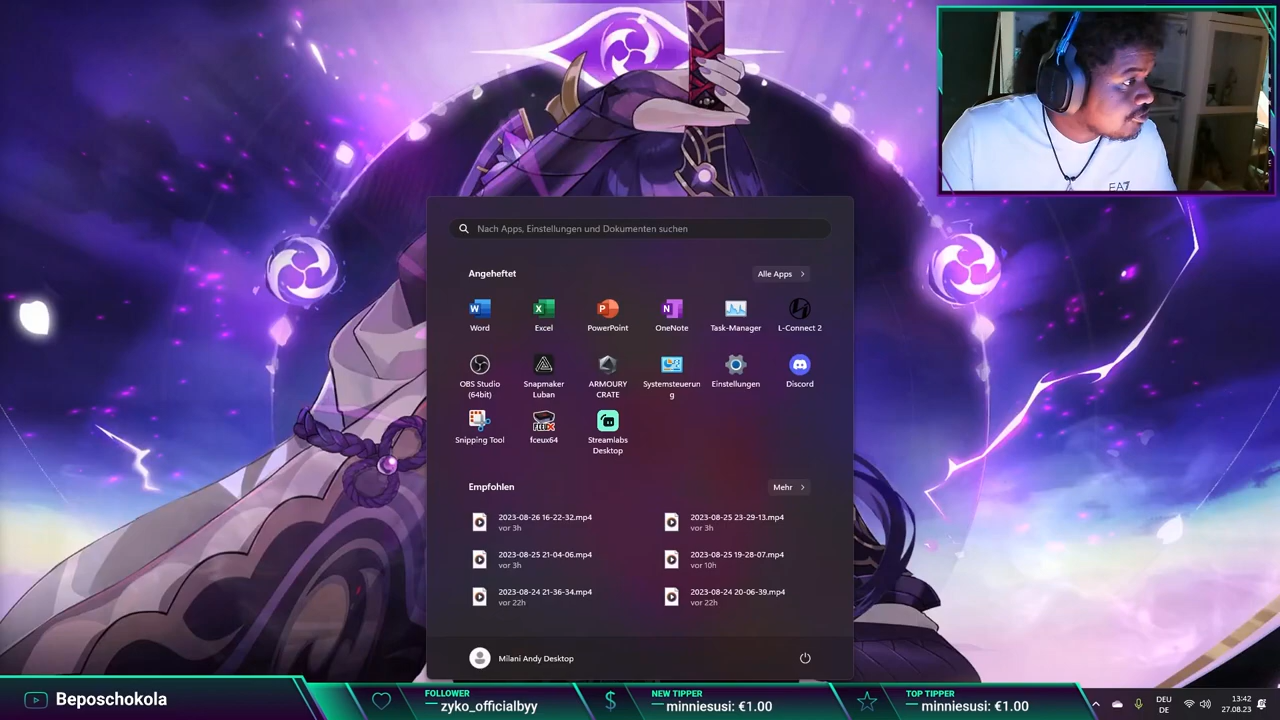 EA7
Nach Apps, Einstellungen und Dokumenten suchen
Angeheftet
Alle Apps
Word
Excel
PowerPoint
OneNote
Task-Manager
L-Connect 2
OBS Studio
(64bit)
Snapmaker
Luban
ARMOURY
CRATE
Systemsteuerun
g
Einstellungen
Discord
Snipping Tool
fceux64
Streamlabs
Desktop
Empfohlen
Mehr
2023-08-26 16-22-32.mp4
vor 3h
2023-08-25 23-29-13.mp4
vor 3h
2023-08-25 21-04-06.mp4
vor 3h
2023-08-25 19-28-07.mp4
vor 10h
2023-08-24 21-36-34.mp4
vor 22h
2023-08-24 20-06-39.mp4
vor 22h
Milani Andy Desktop
Beposchokola
FOLLOWER
zyko_officialbyy
NEW TIPPER
minniesusi: €1.00
TOP TIPPER
minniesusi: €1.00
DEU
DE
13:42
27.08.23